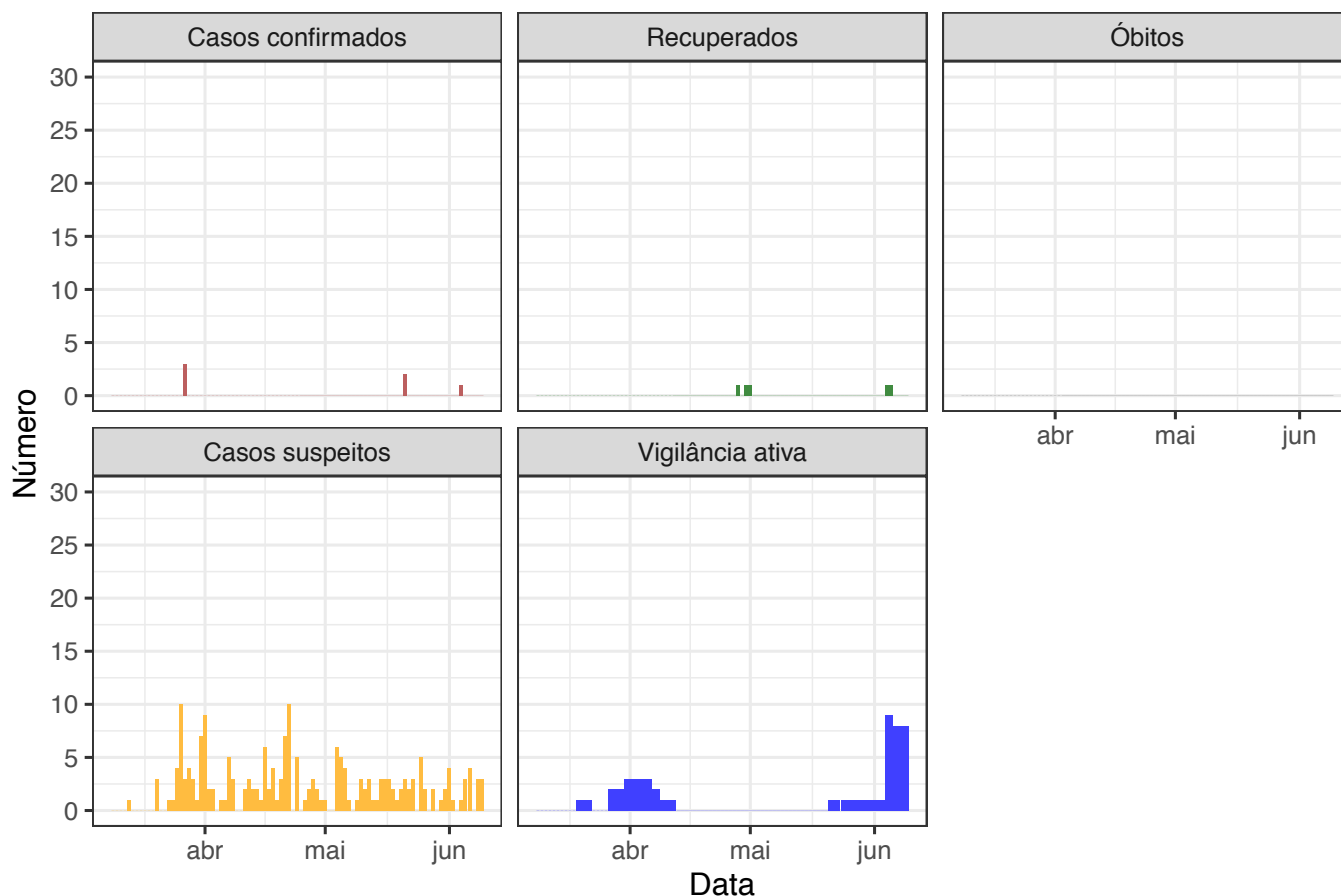 Casos confirmados
Recuperados
Óbitos
30
25
20
15
10
5
0
abr mai jun
Casos suspeitos
Vigilância ativa
30
25
20
15
10
5
0
abr mai jun
abr mai jun
Número
Data